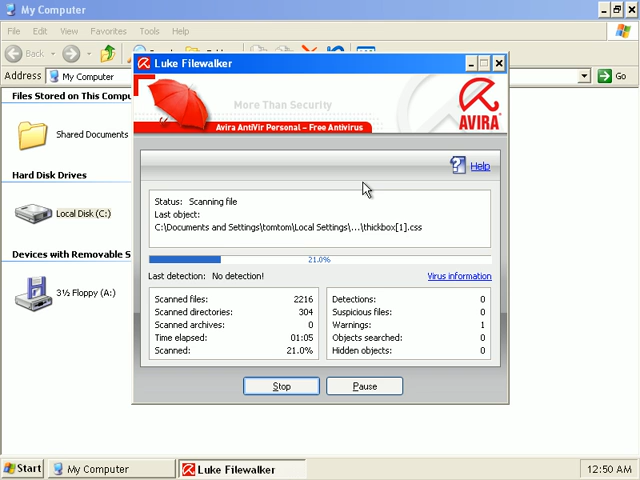 My Computer
File Edit View Favorites Tools Help
Back
Address My Computer Go
Files Stored on This Compu
Shared Documents
Hard Disk Drives
Local Disk (C:)
Devices with Removable S
3½ Floppy (A:)
Luke Filewalker
More Than Security
Avira AntiVir Personal – Free Antivirus
AVIRA
Help
Status: Scanning file
Last object:
C:\Documents and Settings\tomtom\Local Settings\...\thickbox[1].css
21.0%
Last detection: No detection! Virus information
Scanned files: 2216
Scanned directories: 304
Scanned archives: 0
Time elapsed: 01:05
Scanned: 21.0%
Detections: 0
Suspicious files: 0
Warnings: 1
Objects searched: 0
Hidden objects: 0
Stop Pause
Start My Computer Luke Filewalker 12:50 AM